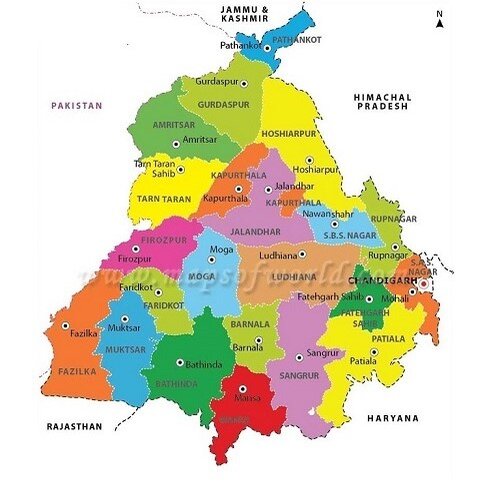 JAMMU &
KASHMIR
N
PATHANKOT
Pathankot
Gurdaspur
GURDASPUR
PAKISTAN
HIMACHAL
PRADESH
AMRITSAR
Amritsar
HOSHIARPUR
Tarn Taran
Sahib
Hoshiarpur
KAPURTHALA
Jalandhar
Kapurthala
KAPURTHALA
TARN TARAN
Nawanshahr
RUPNAGAR
JALANDHAR
S.B.S. NAGAR
FIROZPUR
Moga
Ludhiana
Rupnagar
Firozpur
S.A.S.
NAGAR
MOGA
LUDHIANA
CHANDIGARH
www.mapsofworld.com
Faridkot
Fatehgarh Sahib
Mohali
FARIDKOT
FATEHGARH
SAHIB
Fazilka
Muktsar
BARNALA
PATIALA
Barnala
Sangrur
MUKTSAR
Patiala
Bathinda
FAZILKA
SANGRUR
BATHINDA
Mansa
RAJASTHAN
MANSA
HARYANA